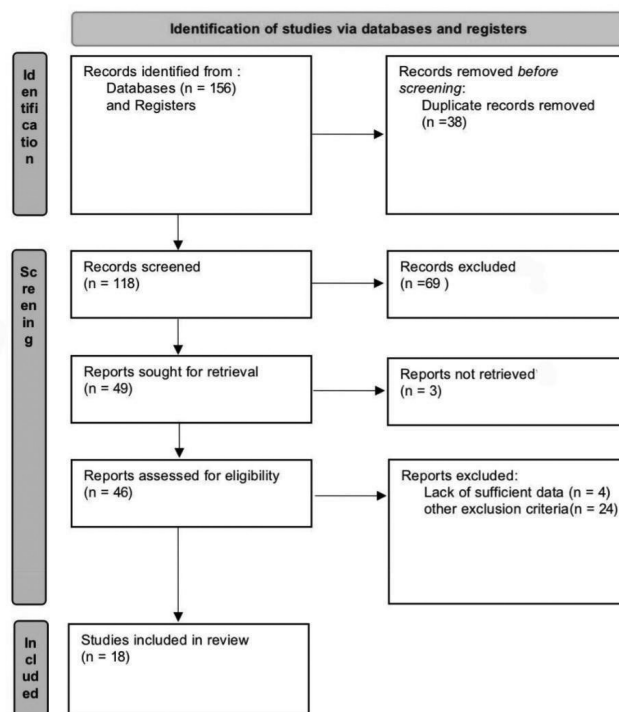 Identification of studies via databases and registers
Id
en
tifi
ca
tio
n
Records identified from :
Databases (n = 156)
and Registers
Records removed before
screening:
Duplicate records removed
(n =38)
Sc
re
en
in
g
Records screened
(n = 118)
Records excluded
(n =69 )
Reports sought for retrieval
(n = 49)
Reports not retrieved
(n = 3)
Reports assessed for eligibility
(n = 46)
Reports excluded:
Lack of sufficient data (n = 4)
other exclusion criteria(n = 24)
In
cl
ud
ed
Studies included in review
(n = 18)